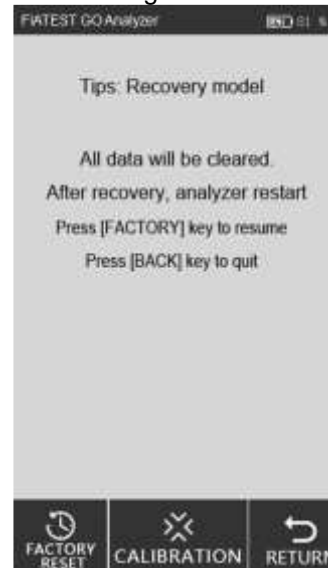 FIATEST GO Analyzer
Tips: Recovery model
All data will be cleared.
After recovery, analyzer restart
Press [FACTORY] key to resume
Press [BACK] key to quit
FACTORY RESET
CALIBRATION
RETURN